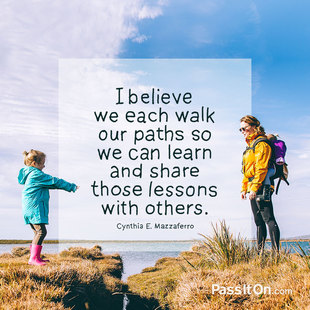 I believe
we each walk
our paths so
we can learn
and share
those lessons
with others.
Cynthia E. Mazzaferro
PassItOn.com